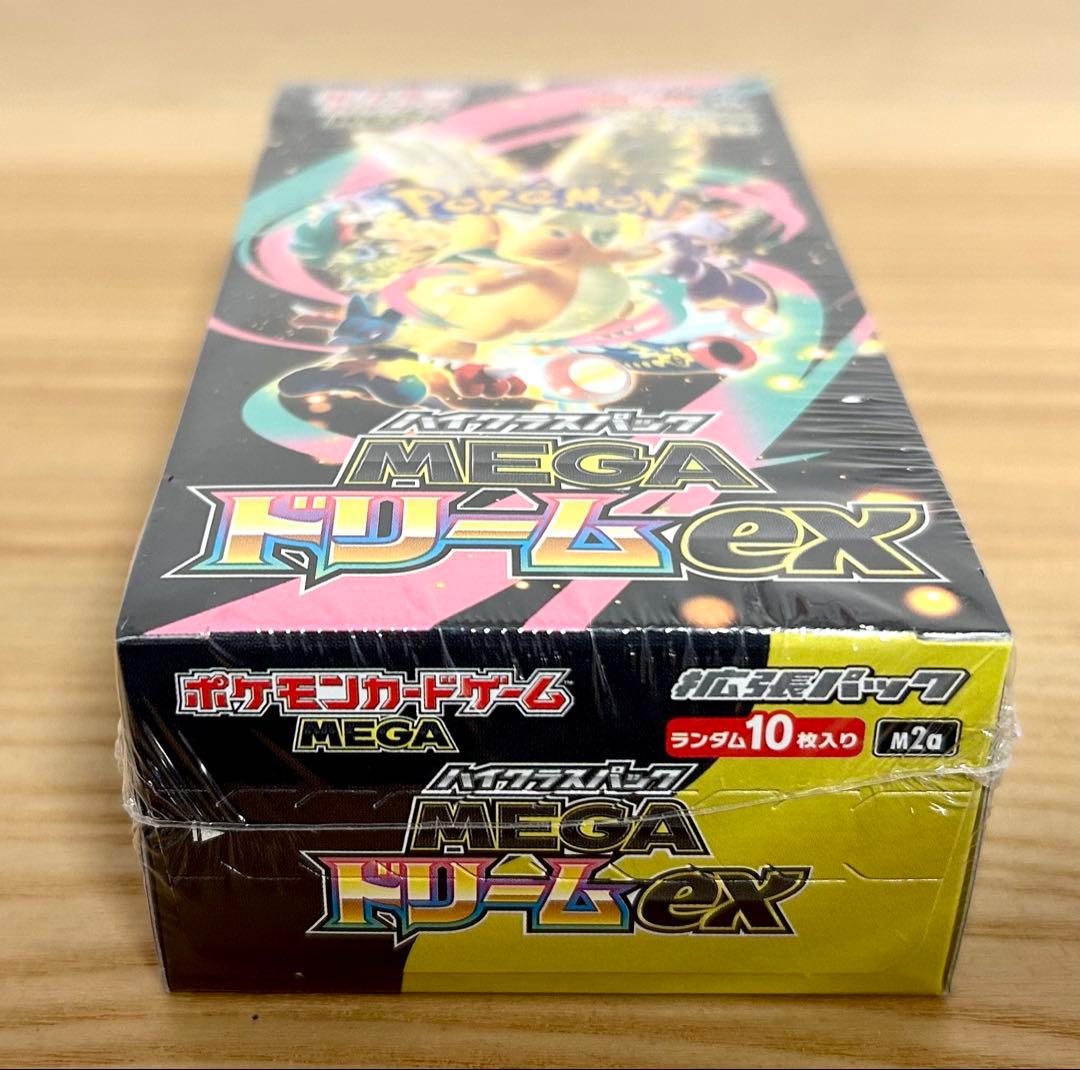 POKÉMON
ハイクラスパック
MEGA
ドリームex
ポケモンカードゲーム™
MEGA
拡張パック
ランダム10枚入り
M2a
ハイクラスパック
MEGA
ドリームex